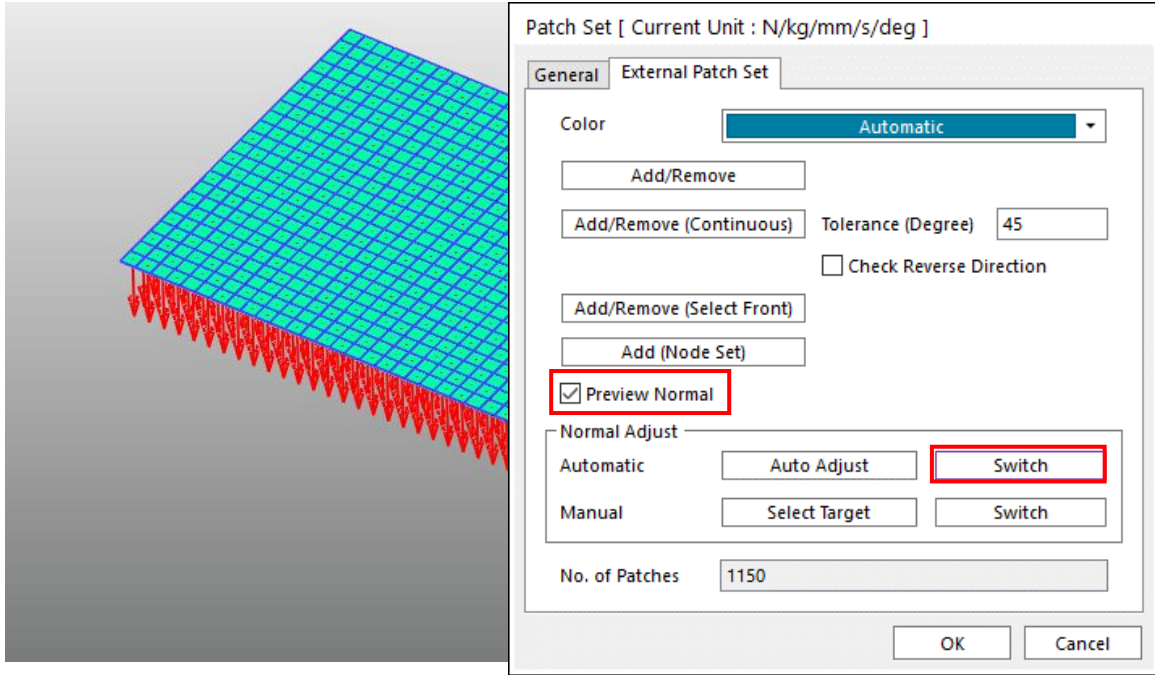 Patch Set [ Current Unit : N/kg/mm/s/deg ]
General External Patch Set
Color Automatic
Add/Remove
Add/Remove (Continuous) Tolerance (Degree) 45
Check Reverse Direction
Add/Remove (Select Front)
Add (Node Set)
Preview Normal
Normal Adjust
Automatic Auto Adjust Switch
Manual Select Target Switch
No. of Patches 1150
OK Cancel